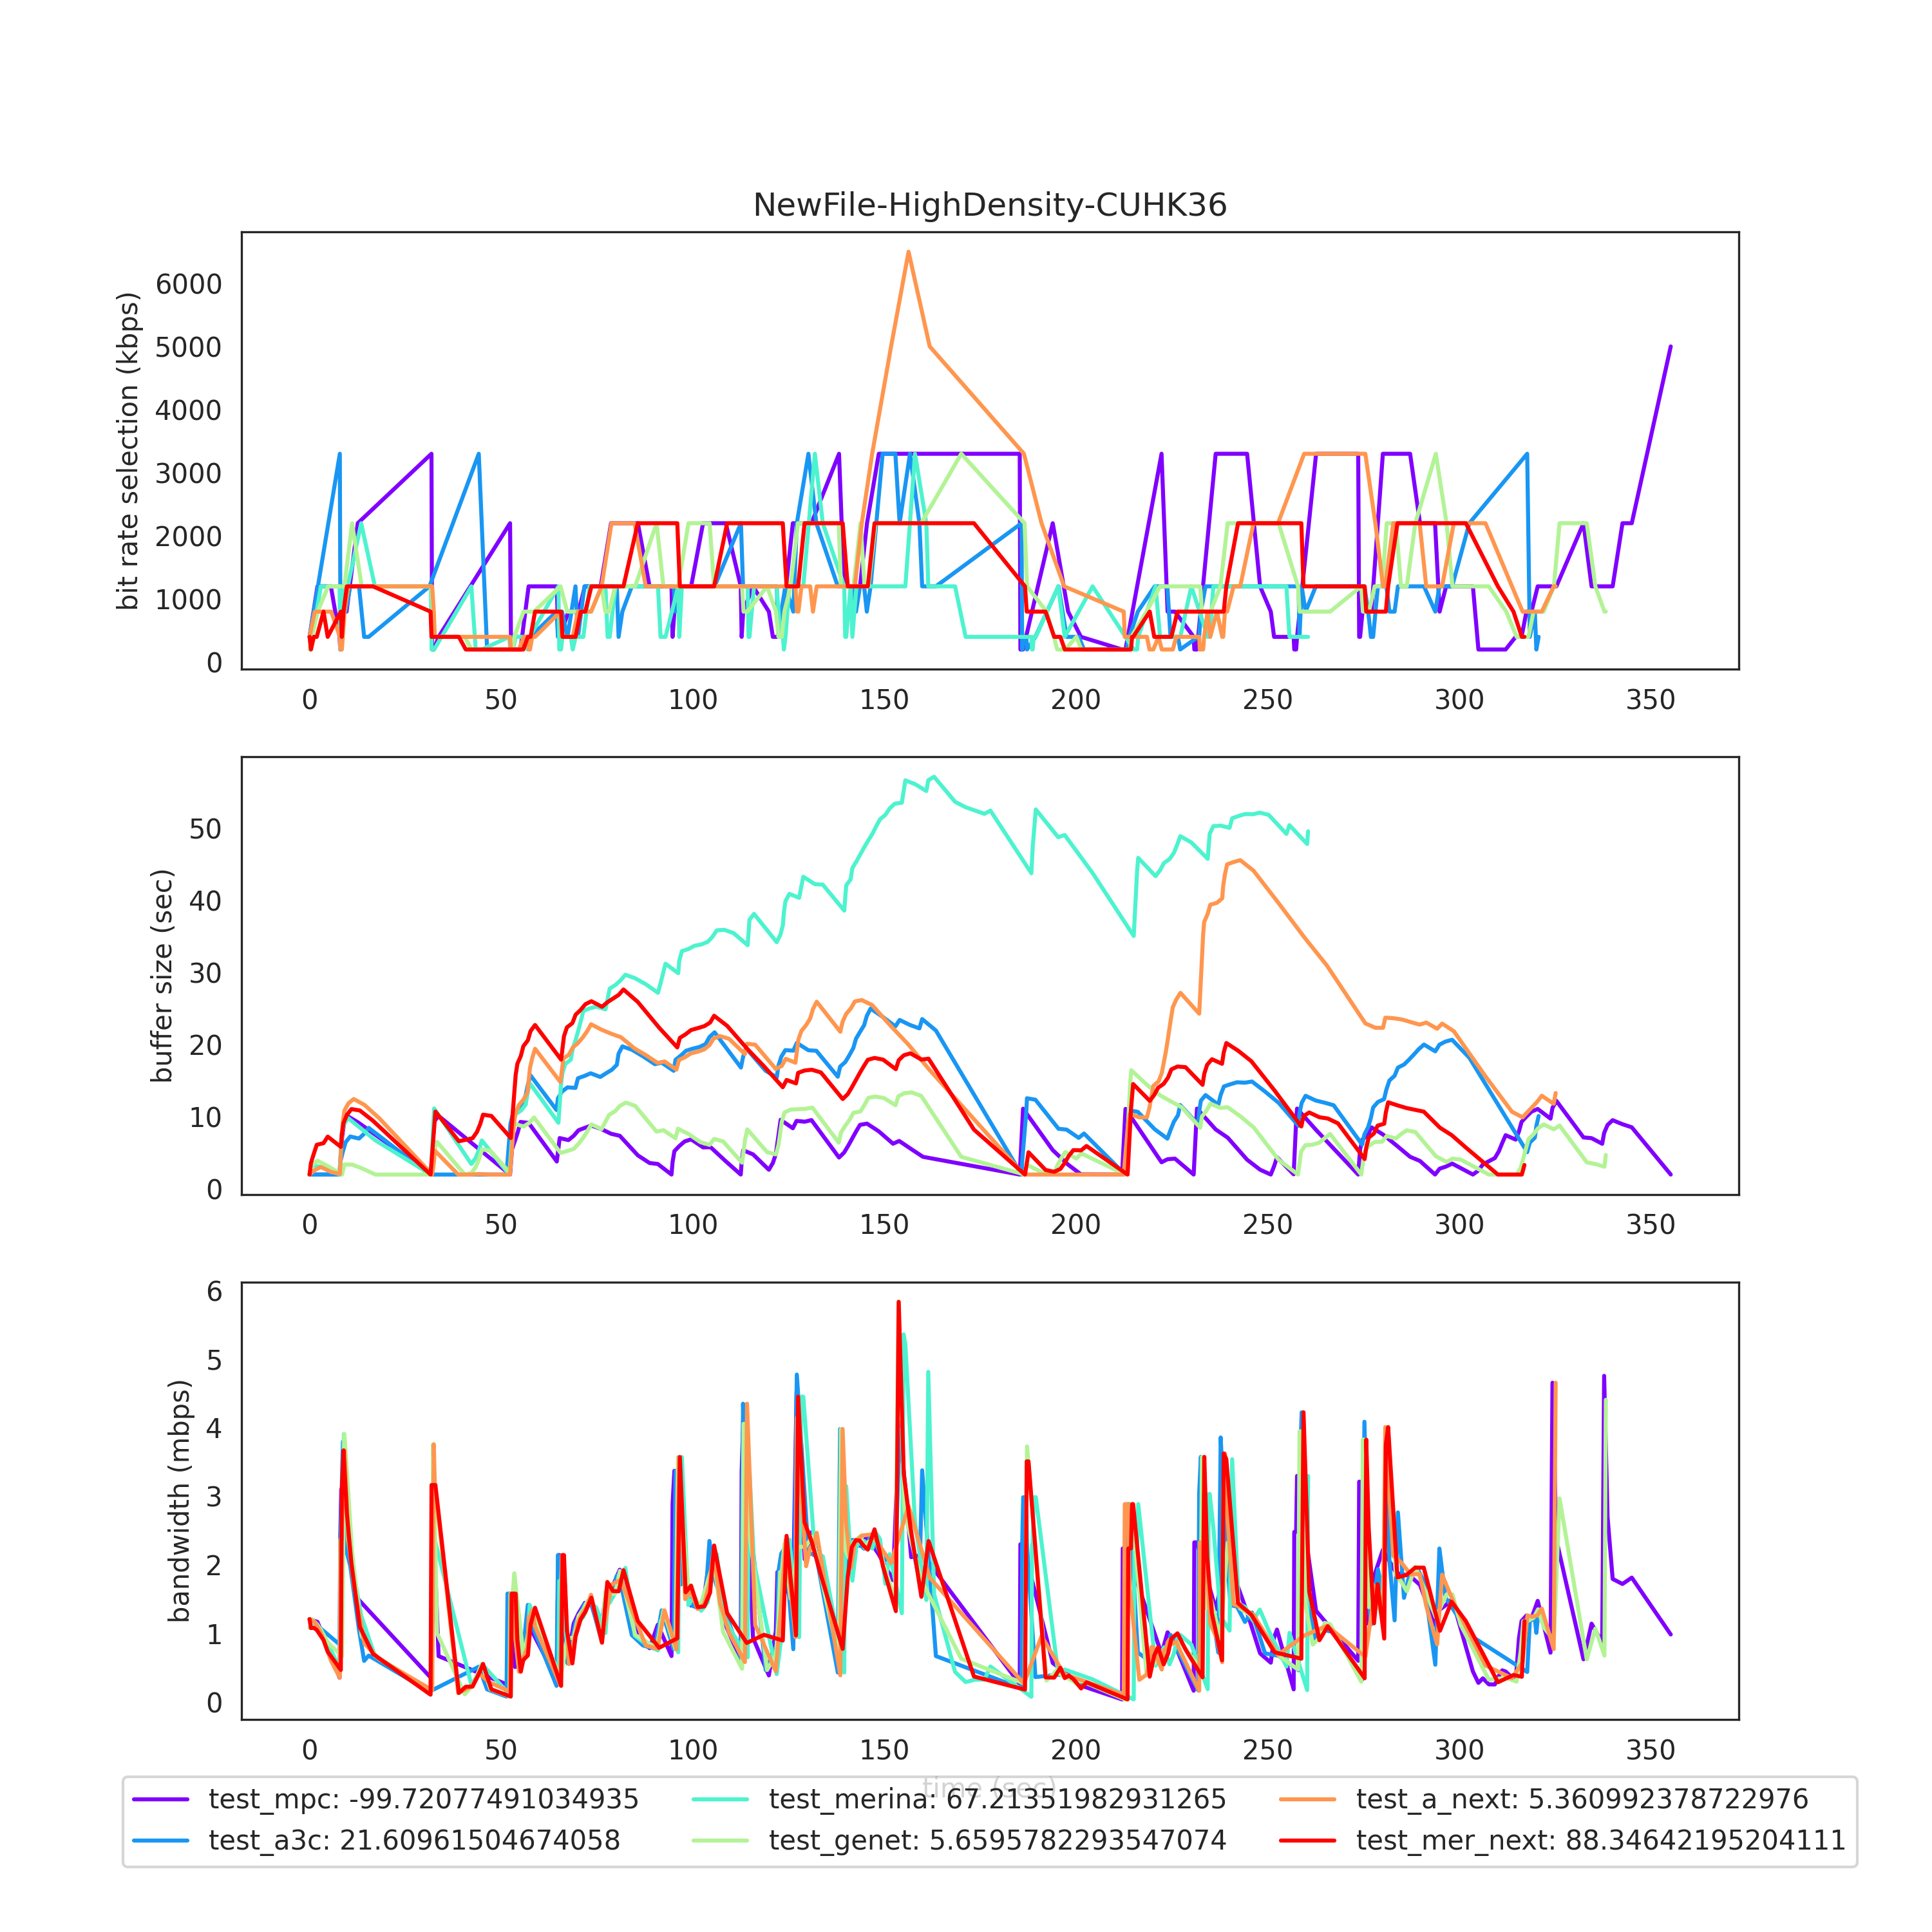 NewFile-HighDensity-CUHK36
bit rate selection (kbps)
6000
5000
4000
3000
2000
1000
0
0 50 100 150 200 250 300 350
buffer size (sec)
50
40
30
20
10
0
0 50 100 150 200 250 300 350
bandwidth (mbps)
6
5
4
3
2
1
0
0 50 100 150 200 250 300 350
time (sec)
test_mpc: -99.72077491034935 test_merina: 67.21351982931265 test_a_next: 5.360992378722976
test_a3c: 21.60961504674058 test_genet: 5.6595782293547074 test_mer_next: 88.34642195204111